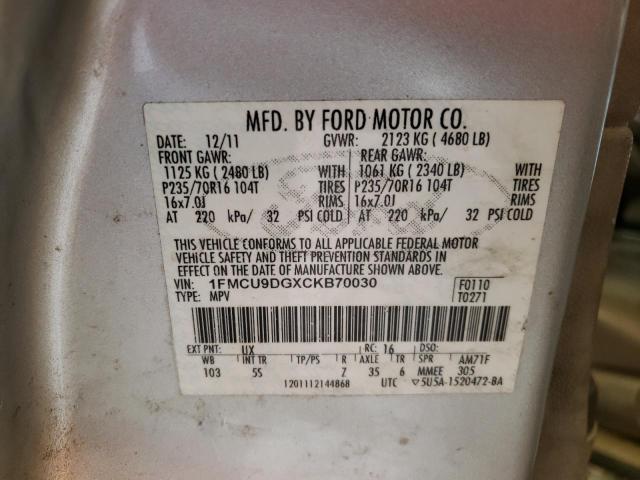 MFD. BY FORD MOTOR CO.
DATE: 12/11 GVWR: 2123 KG ( 4680 LB)
FRONT GAWR: REAR GAWR:
1125 KG ( 2480 LB) WITH 1061 KG ( 2340 LB) WITH
P235/70R16 104T TIRES P235/70R16 104T TIRES
16x7.0J RIMS 16x7.0J RIMS
AT 220 kPa/ 32 PSI COLD AT 220 kPa/ 32 PSI COLD
THIS VEHICLE CONFORMS TO ALL APPLICABLE FEDERAL MOTOR
VEHICLE SAFETY AND THEFT PREVENTION STANDARDS IN
EFFECT ON THE DATE OF MANUFACTURE SHOWN ABOVE.
VIN: 1FMCU9DGXCKB70030 F0110
TYPE: MPV T0271
EXT PNT: UX RC: 16 DSO:
WB INT TR TP/PS R AXLE TR SPR AM71F
103 5S Z 35 6 MMEE 305
1201112144868 UTC ▽5U5A-1520472-BA